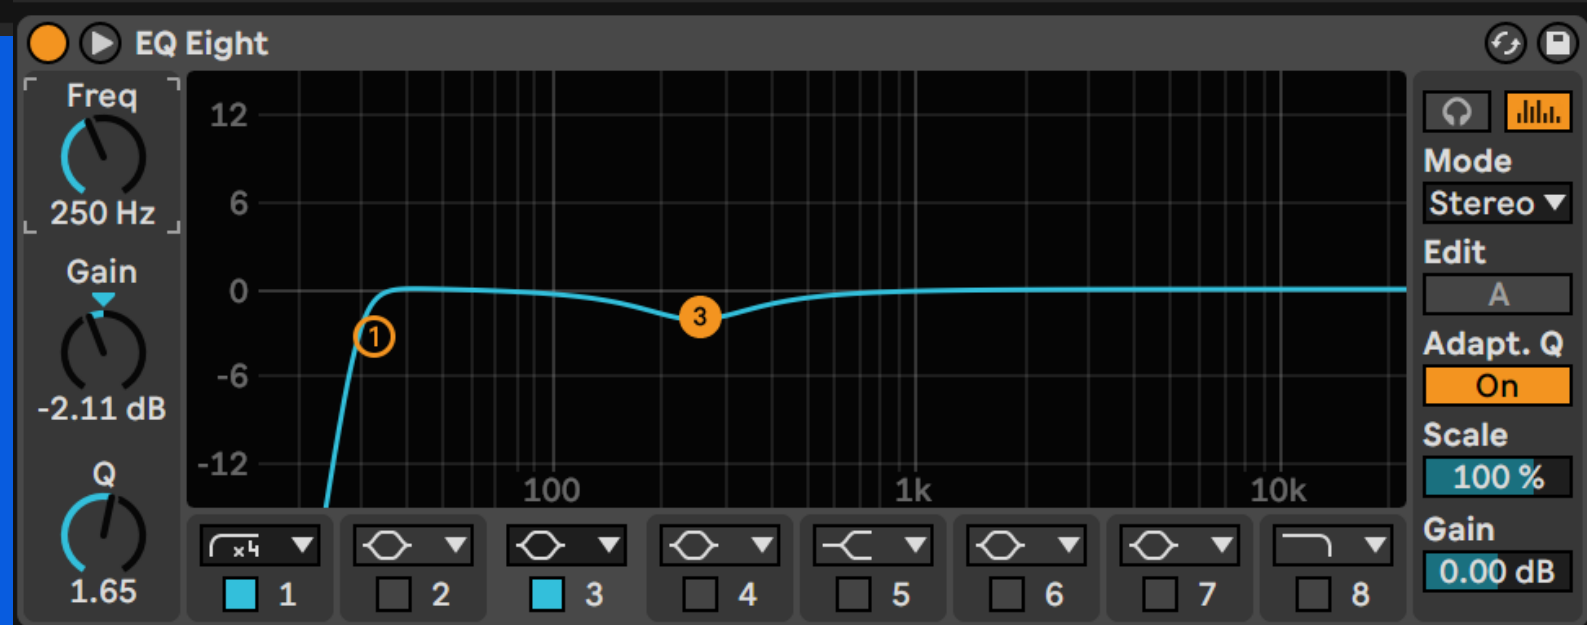 EQ Eight
Freq
250 Hz
Gain
-2.11 dB
Q
1.65
12
6
0
-6
-12
100
1k
10k
1
3
x4
1
2
3
4
5
6
7
8
Mode
Stereo
Edit
A
Adapt. Q
On
Scale
100 %
Gain
0.00 dB